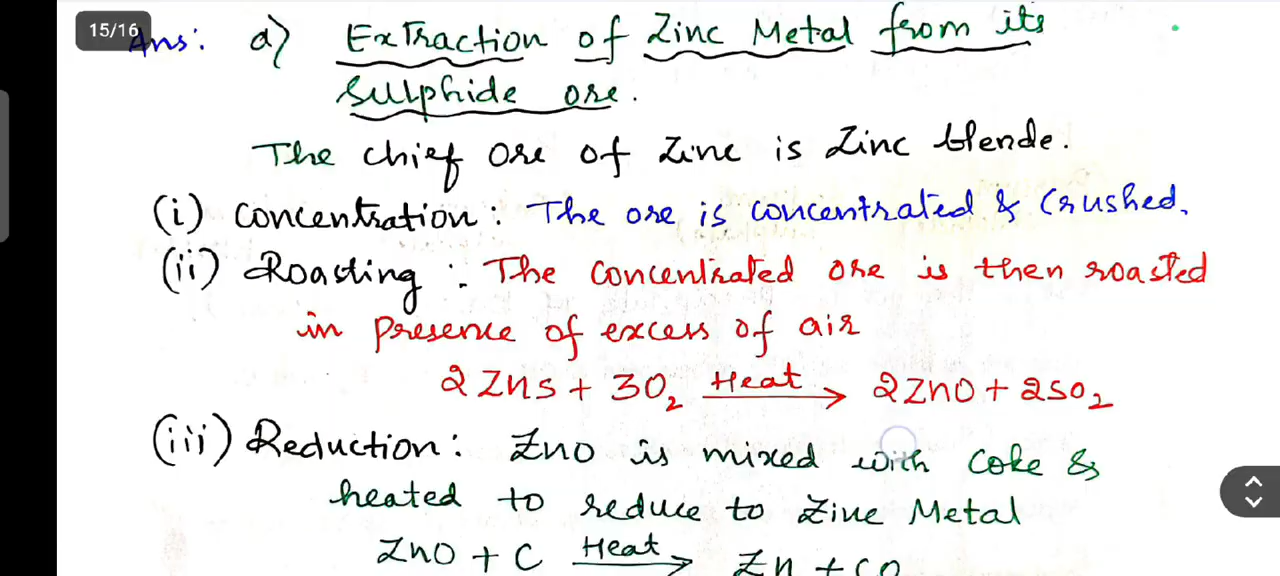 15/16
Ans: a) Extraction of Zinc Metal from its
sulphide ore.
The chief ore of Zinc is Zinc blende.
(i) Concentration: The ore is concentrated & Crushed.
(ii) Roasting: The concentrated ore is then roasted
in presence of excess of air
2ZnS + 3O₂ Heat→ 2ZnO + 2SO₂
(iii) Reduction: ZnO is mixed with coke &
heated to reduce to Zinc Metal
ZnO + C Heat→ Zn + CO